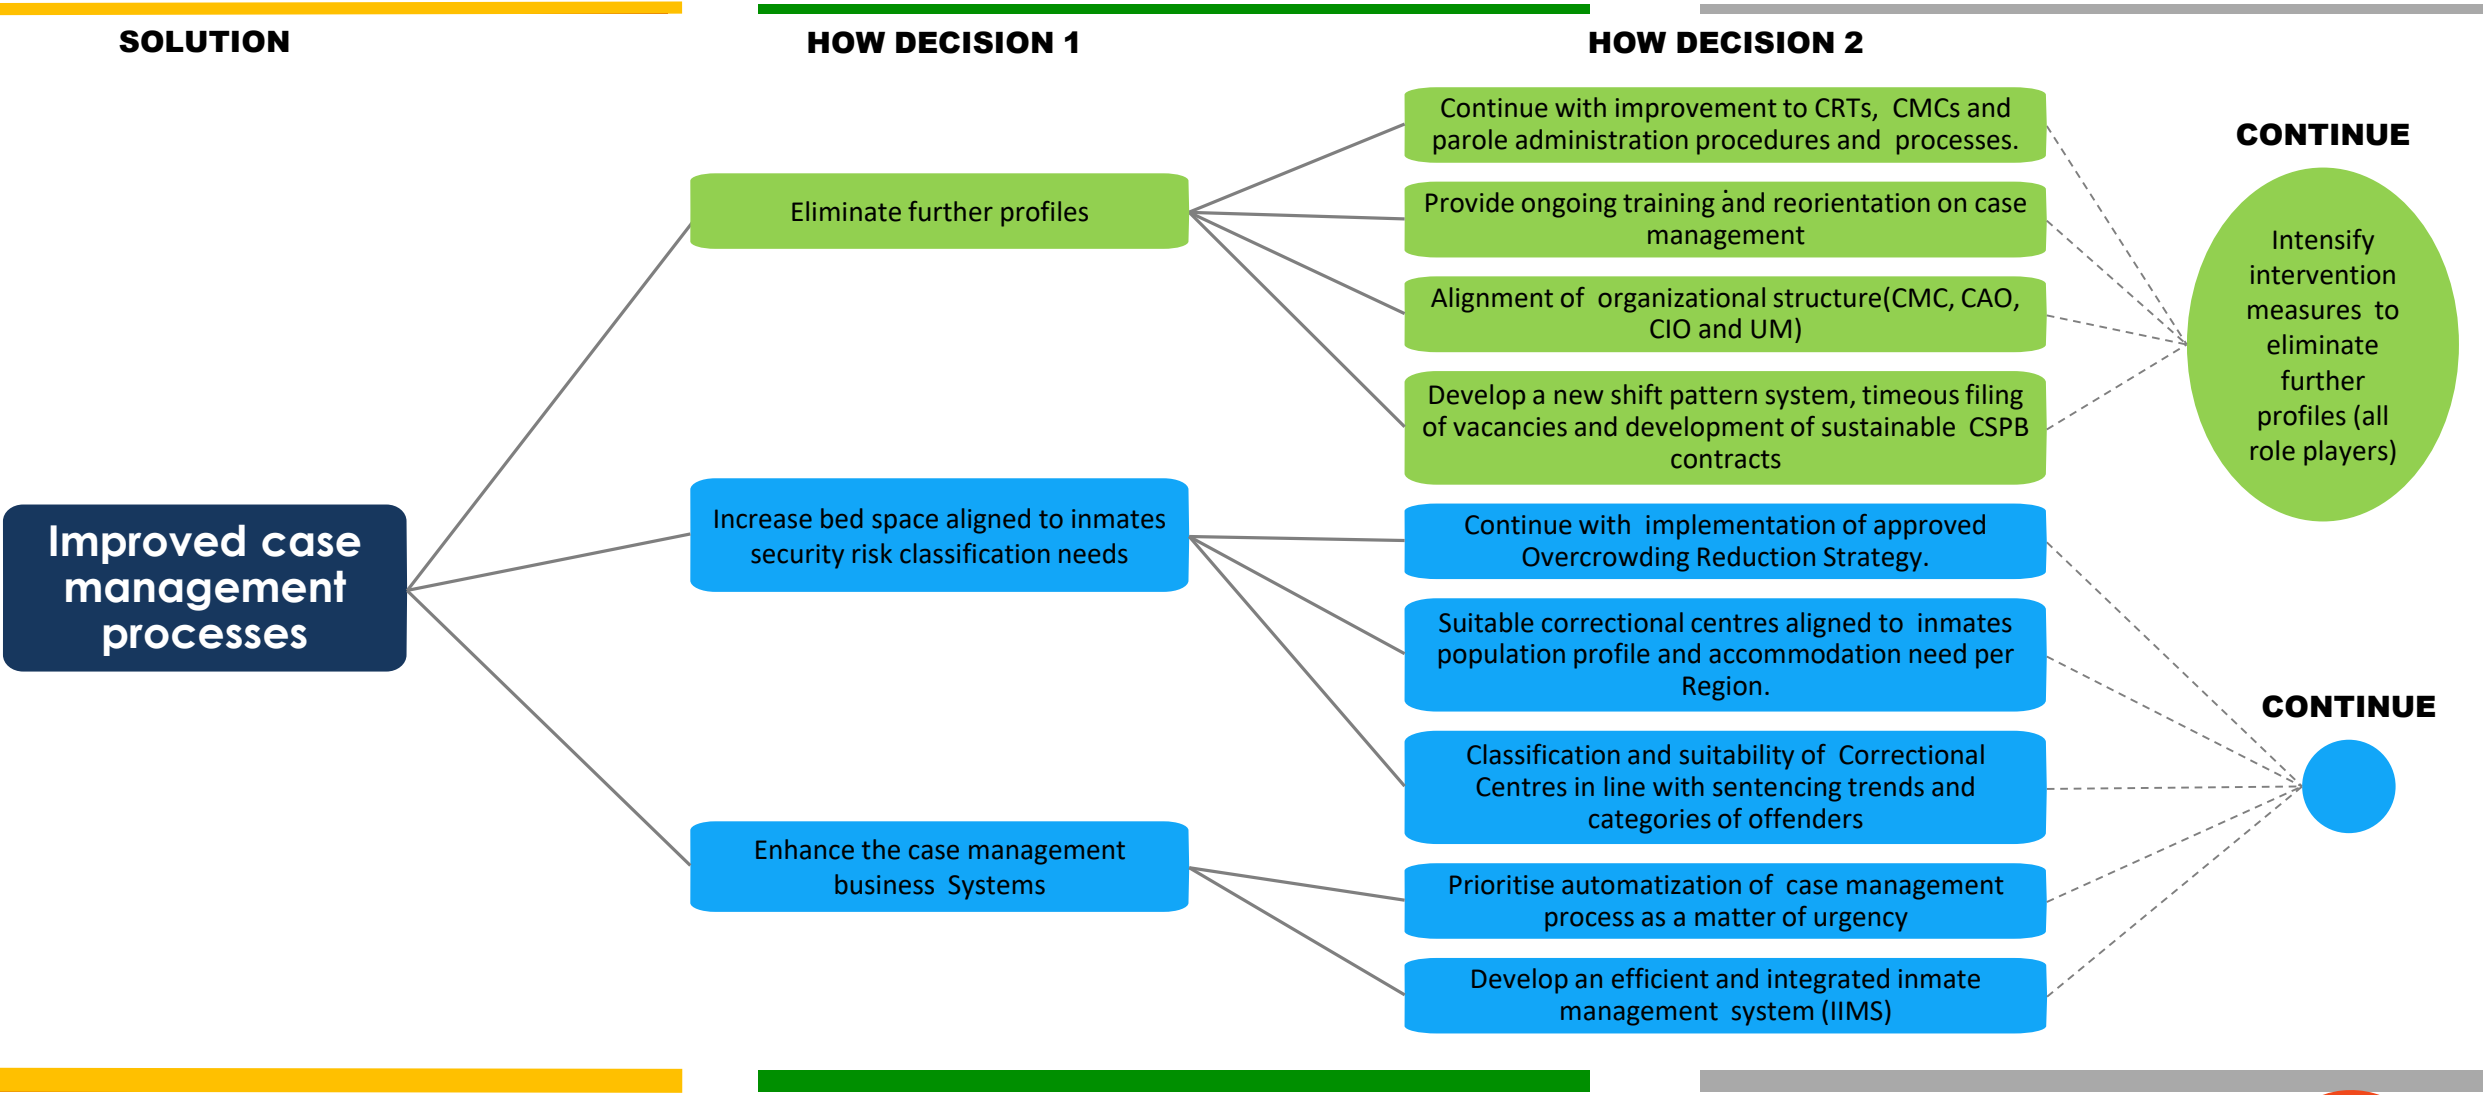 SOLUTION
HOW DECISION 1
HOW DECISION 2
Improved case
management
processes
Eliminate further profiles
Increase bed space aligned to inmates
security risk classification needs
Enhance the case management
business Systems
Continue with improvement to CRTs, CMCs and
parole administration procedures and processes.
.
Provide ongoing training and reorientation on case
management
Alignment of organizational structure(CMC, CAO,
CIO and UM)
Develop a new shift pattern system, timeous filing
of vacancies and development of sustainable CSPB
contracts
Continue with implementation of approved
Overcrowding Reduction Strategy.
Suitable correctional centres aligned to inmates
population profile and accommodation need per
Region.
Classification and suitability of Correctional
Centres in line with sentencing trends and
categories of offenders
Prioritise automatization of case management
process as a matter of urgency
Develop an efficient and integrated inmate
management system (IIMS)
CONTINUE
Intensify
intervention
measures to
eliminate
further
profiles (all
role players)
CONTINUE